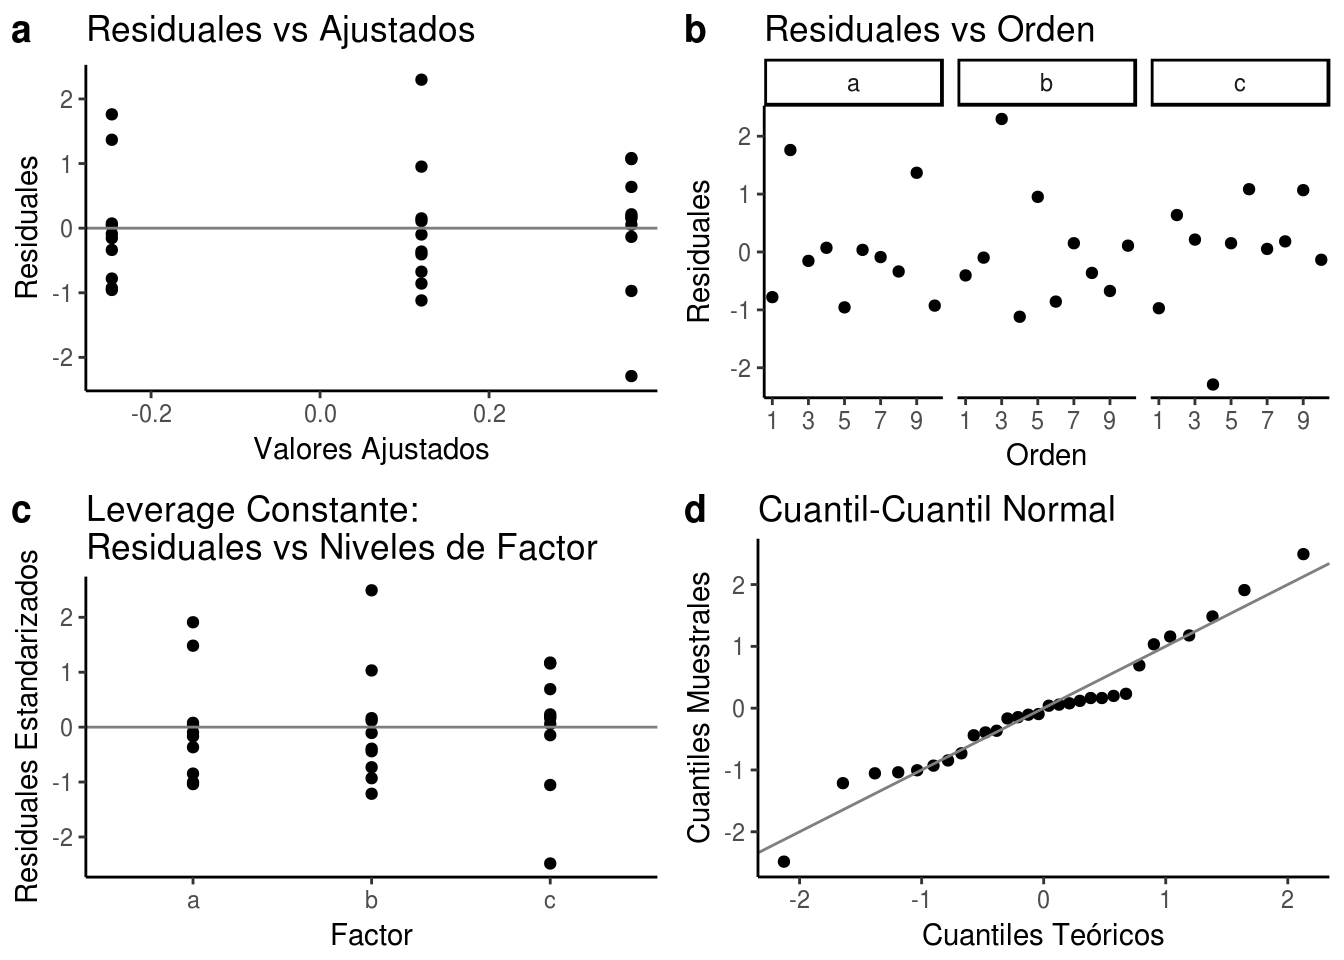 a Residuales vs Ajustados
2
1
0
-1
-2
Residuales
-0.2 0.0 0.2
Valores Ajustados
b Residuales vs Orden
a b c
2
1
0
-1
-2
Residuales
1 3 5 7 9 1 3 5 7 9 1 3 5 7 9
Orden
c Leverage Constante:
Residuales vs Niveles de Factor
2
1
0
-1
-2
Residuales Estandarizados
a b c
Factor
d Cuantil-Cuantil Normal
2
1
0
-1
-2
Cuantiles Muestrales
-2 -1 0 1 2
Cuantiles Teóricos